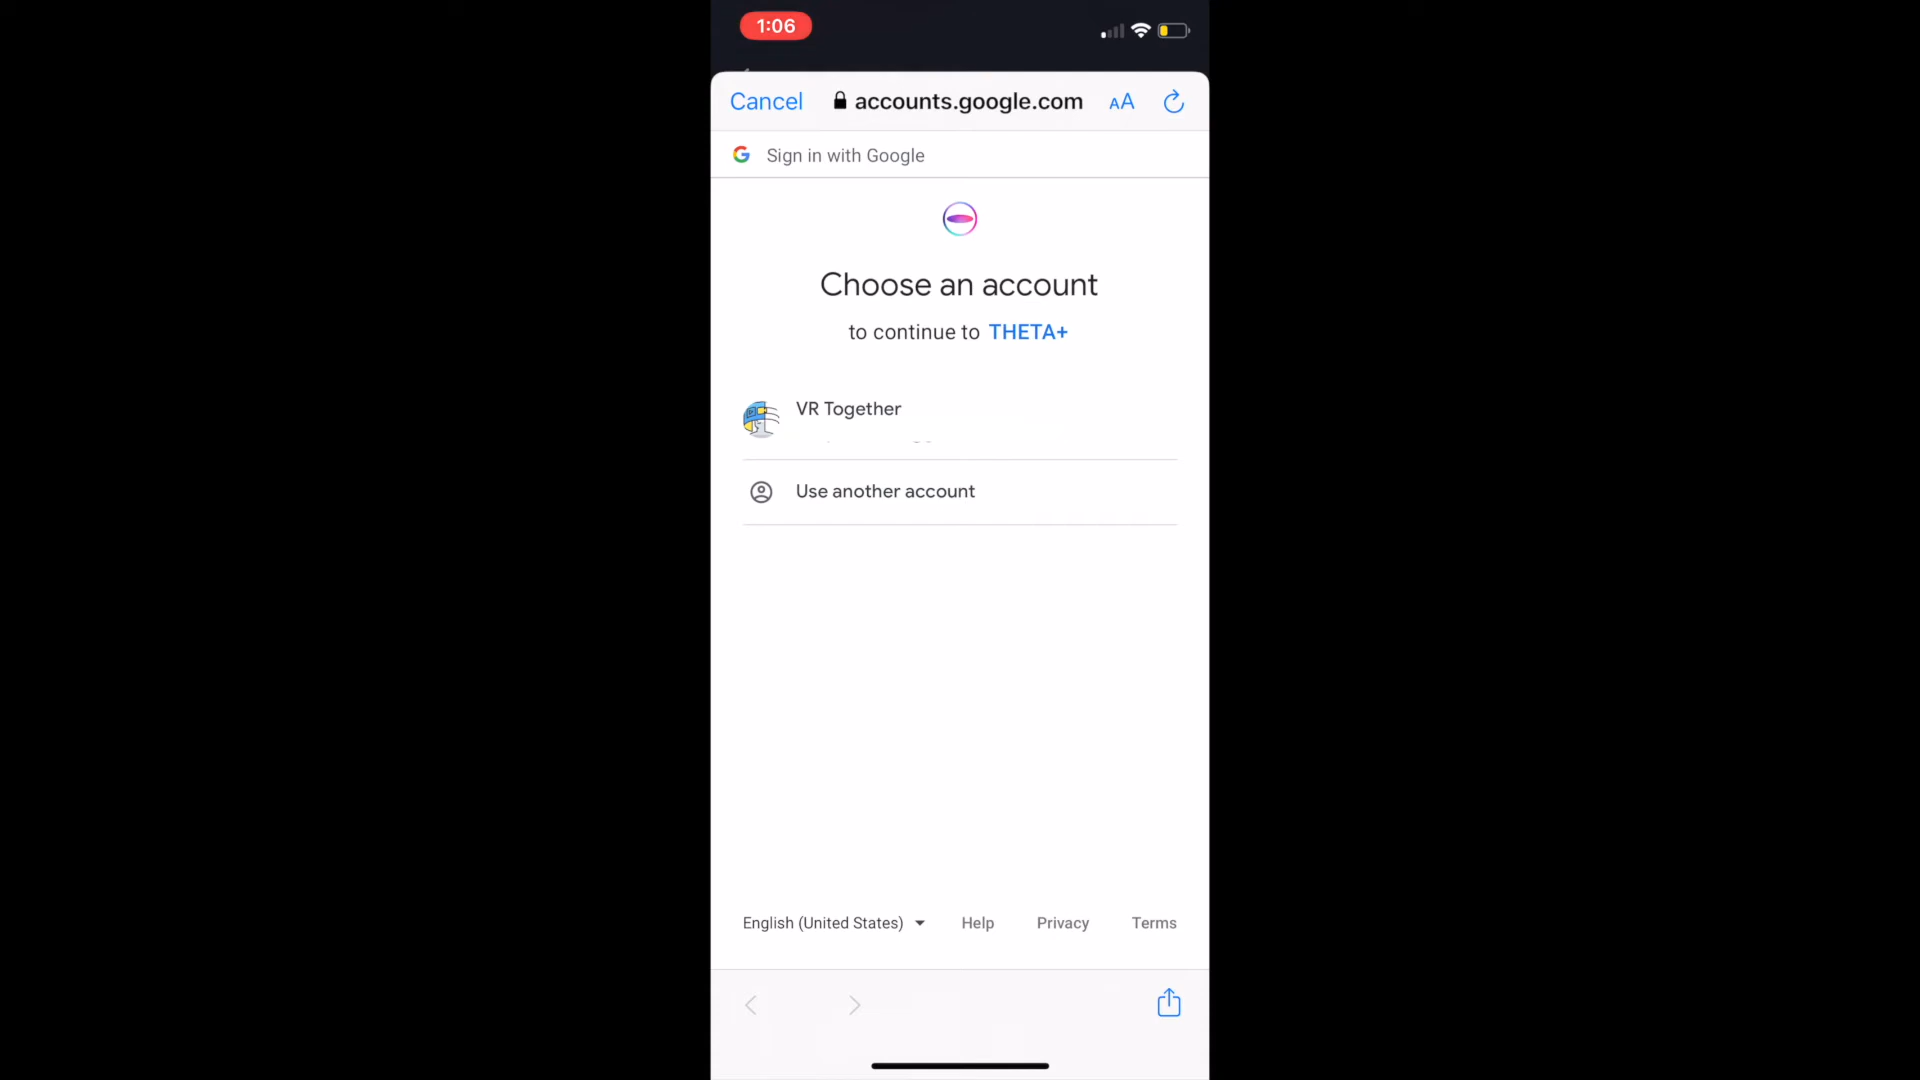 1:06
Cancel accounts.google.com AA
Sign in with Google
Choose an account
to continue to THETA+
VR Together
Use another account
English (United States) Help Privacy Terms